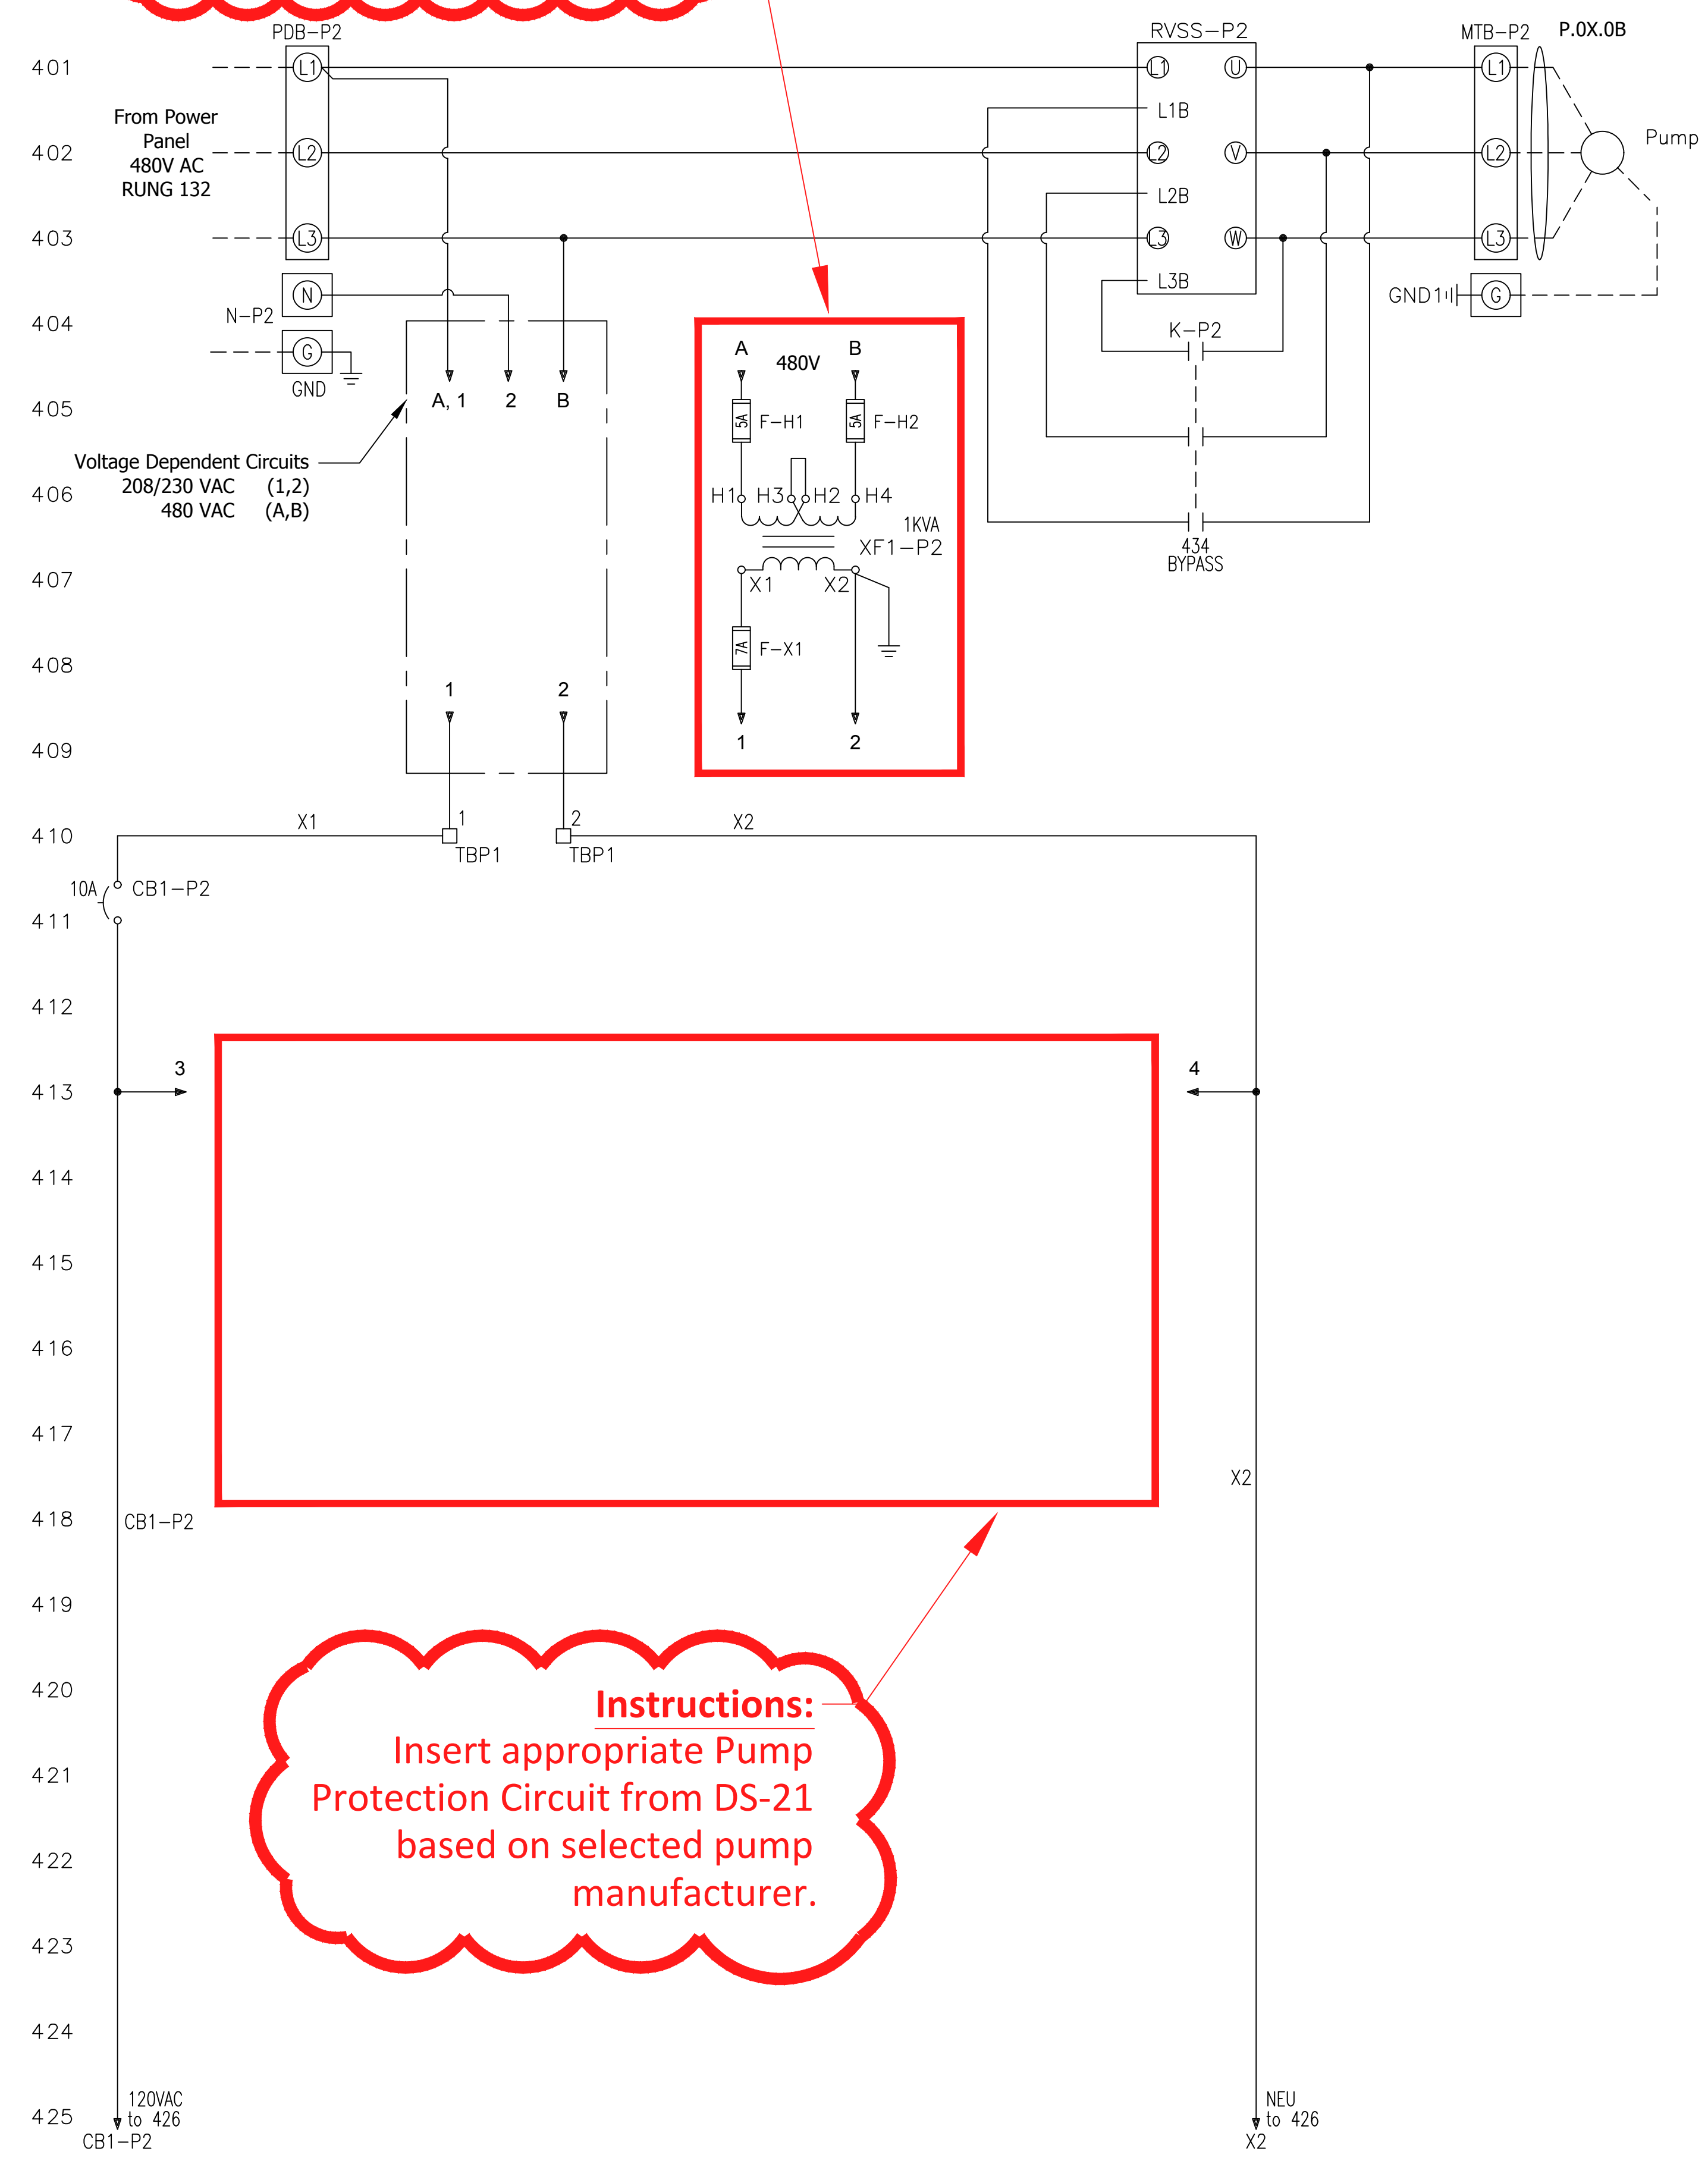 PDB-P2
RVSS-P2
MTB-P2
P.0X.0B
401
L1
L1
U
L1
From Power
Panel
480V AC
RUNG 132
L1B
402
L2
L2
V
L2
Pump
L2B
403
L3
L3
W
L3
N
N-P2
L3B
GND1
G
404
G
GND
K-P2
A
480V
B
A, 1
2
B
405
5A
F-H1
5A
F-H2
Voltage Dependent Circuits
208/230 VAC (1,2)
480 VAC (A,B)
406
H1
H3
H2
H4
1KVA
XF1-P2
434
BYPASS
407
X1
X2
7A
F-X1
408
1
2
409
1
2
410
X1
1
TBP1
2
TBP1
X2
10A
CB1-P2
411
412
413
3
4
414
415
416
417
X2
418
CB1-P2
419
420
Instructions:
421
Insert appropriate Pump
Protection Circuit from DS-21
422
based on selected pump
manufacturer.
423
424
425
120VAC
to 426
CB1-P2
NEU
to 426
X2